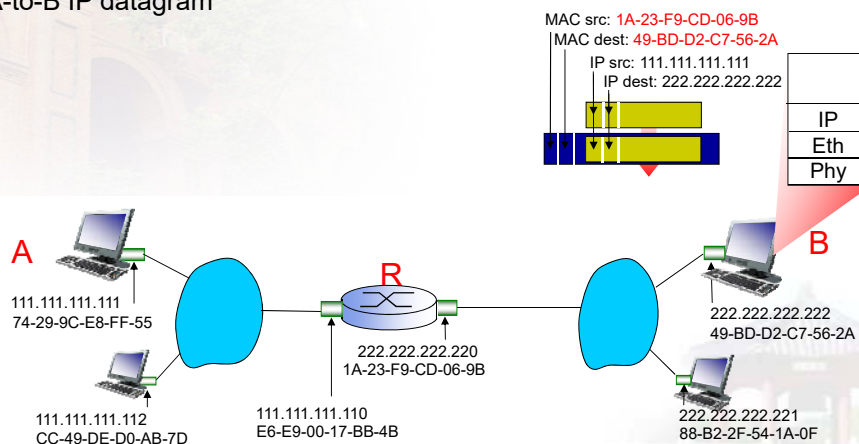 A-to-B IP datagram
MAC src: 1A-23-F9-CD-06-9B
MAC dest: 49-BD-D2-C7-56-2A
IP src: 111.111.111.111
IP dest: 222.222.222.222
IP
Eth
Phy
A
R
B
111.111.111.111
74-29-9C-E8-FF-55
222.222.222.220
1A-23-F9-CD-06-9B
222.222.222.222
49-BD-D2-C7-56-2A
111.111.111.112
CC-49-DE-D0-AB-7D
111.111.111.110
E6-E9-00-17-BB-4B
222.222.222.221
88-B2-2F-54-1A-0F